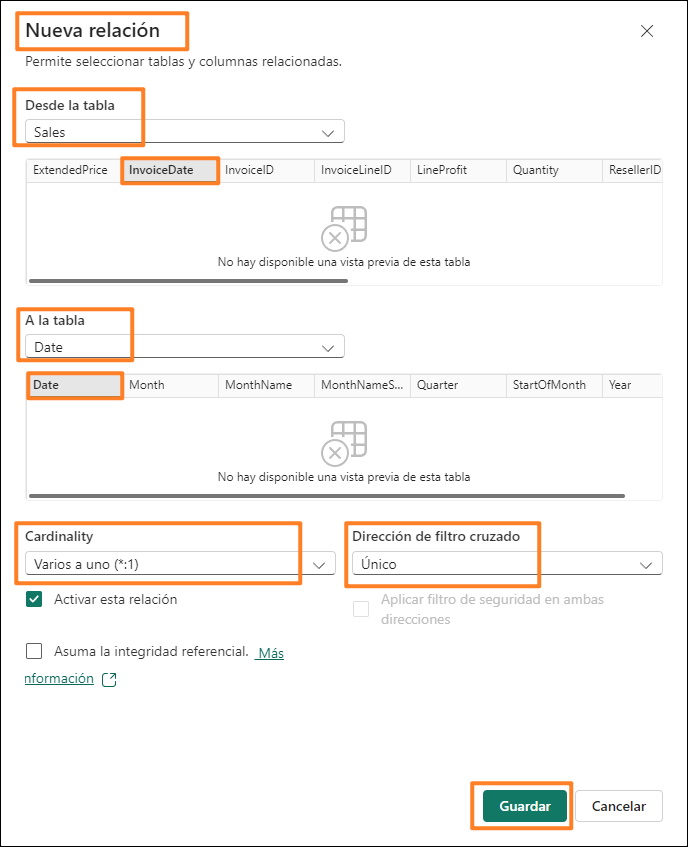 Nueva relación
Permite seleccionar tablas y columnas relacionadas.
Desde la tabla
Sales
ExtendedPrice InvoiceDate InvoiceID InvoiceLineID LineProfit Quantity ResellerID
No hay disponible una vista previa de esta tabla
A la tabla
Date
Date Month MonthName MonthNameS... Quarter StartOfMonth Year
No hay disponible una vista previa de esta tabla
Cardinality Dirección de filtro cruzado
Varios a uno (*:1) Único
Activar esta relación Aplicar filtro de seguridad en ambas
direcciones
Asuma la integridad referencial. Más
nformación
Guardar Cancelar